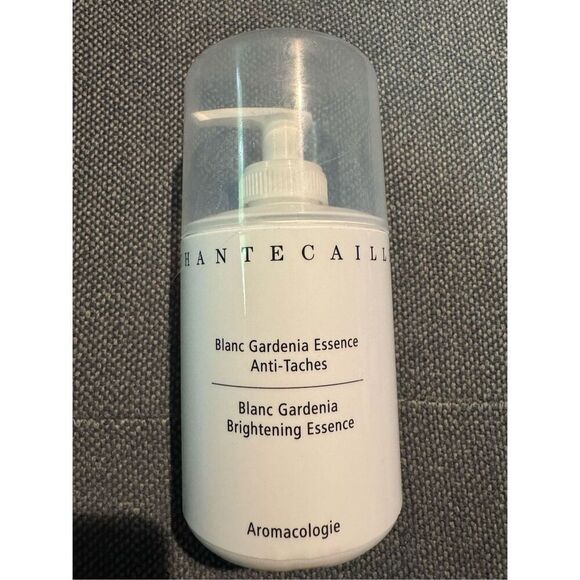 HANTECAILL
Blanc Gardenia Essence
Anti-Taches
Blanc Gardenia
Brightening Essence
Aromacologie